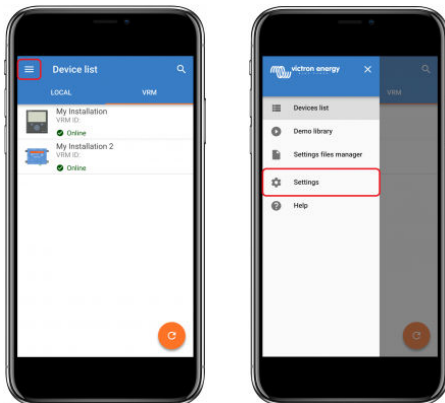 Device list
LOCAL
VRM
My Installation
VRM ID:
Online
My Installation 2
VRM ID:
Online
victron energy
VRM
Devices list
Demo library
Settings files manager
Settings
Help